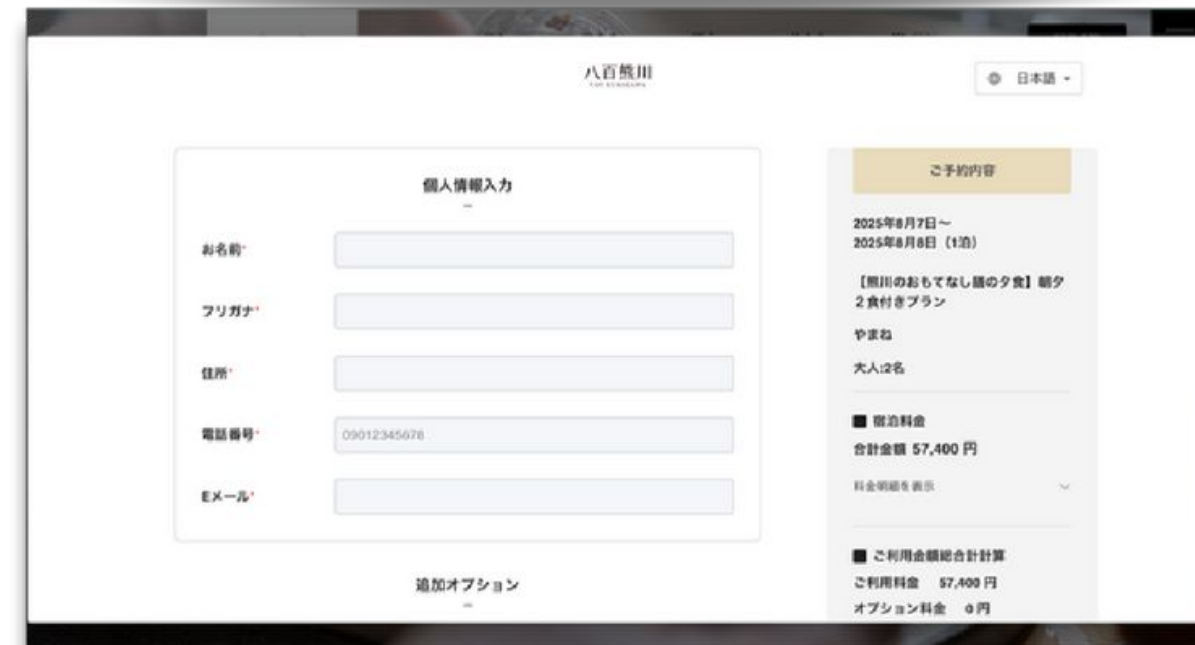 八百熊川
日本語
個人情報入力
お名前*
フリガナ*
住所*
電話番号*
09012345678
Eメール*
追加オプション
ご予約内容
2025年8月7日～
2025年8月8日（1泊）
【熊川のおもてなし膳の夕食】朝夕
２食付きプラン
やまね
大人:2名
■ 宿泊料金
合計金額 57,400 円
料金明細を表示
■ ご利用金額総合計計算
ご利用料金 57,400 円
オプション料金 0 円